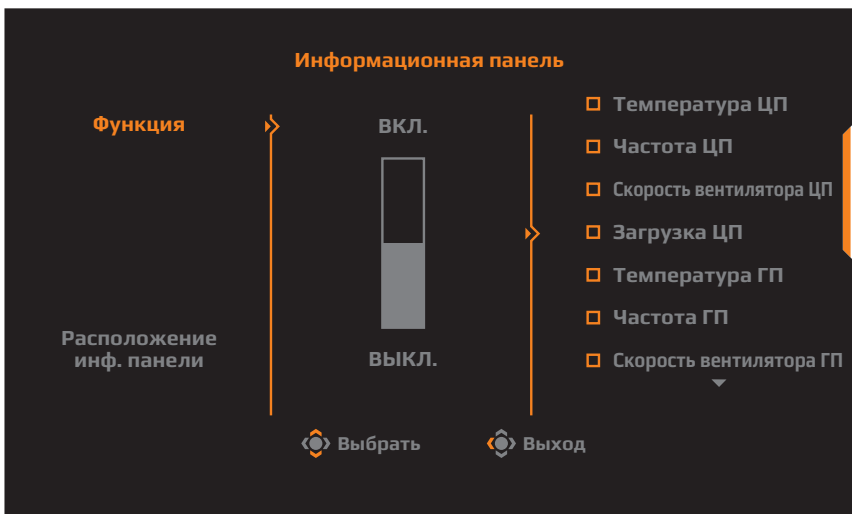 Информационная панель
Функция
ВКЛ.
ВЫКЛ.
Расположение
инф. панели
Температура ЦП
Частота ЦП
Скорость вентилятора ЦП
Загрузка ЦП
Температура ГП
Частота ГП
Скорость вентилятора ГП
Выбрать
Выход